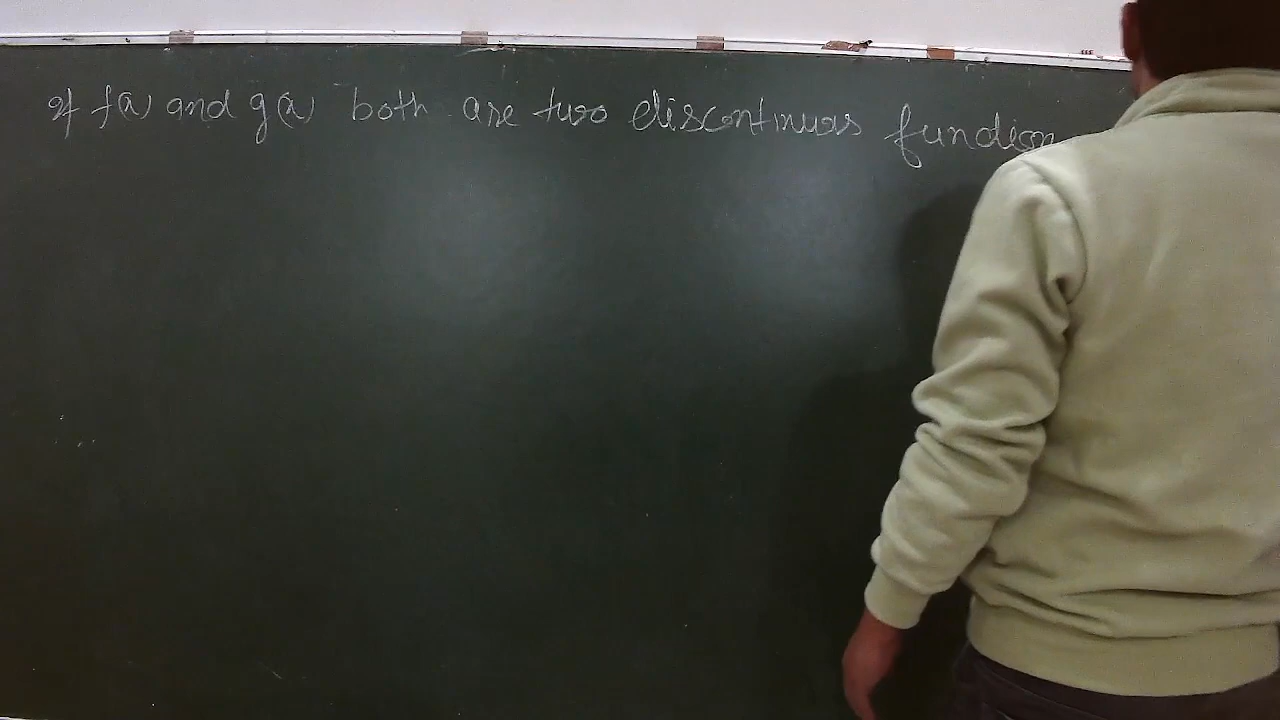 If f(x) and g(x) both are two discontinuous function